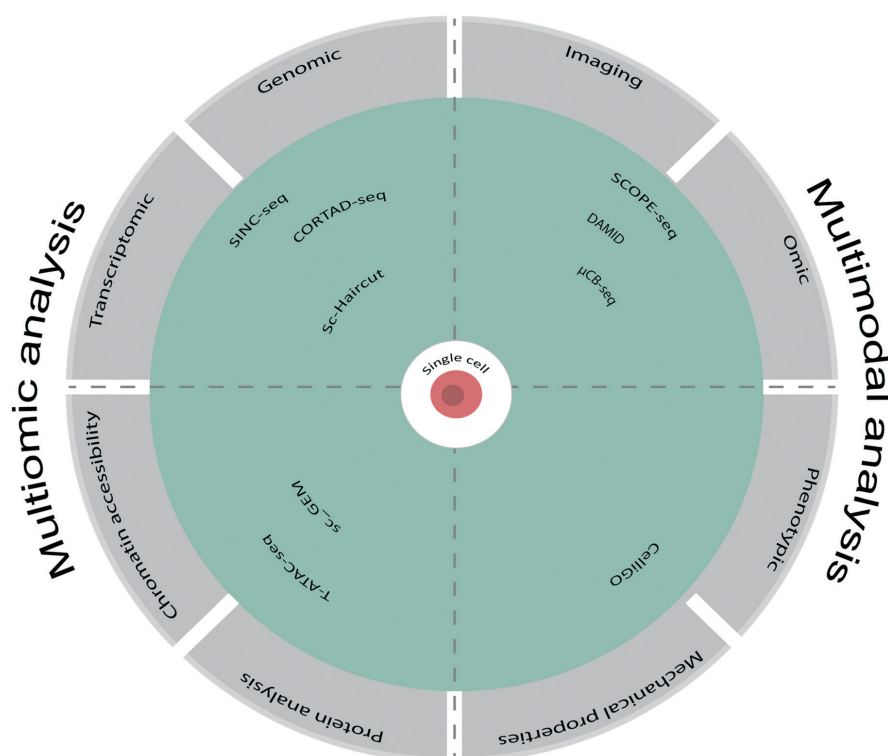 Genomic
Imaging
Transcriptomic
Omic
Multiomic analysis
Multimodal analysis
SINC-seq
CORTAD-seq
Sc-Haircut
SCOPE-seq
DAMID
µCB-seq
Single cell
Chromatin accessibility
Phenotypic
sc_GEM
T-ATAC-seq
CelliGO
Protein analysis
Mechanical properties